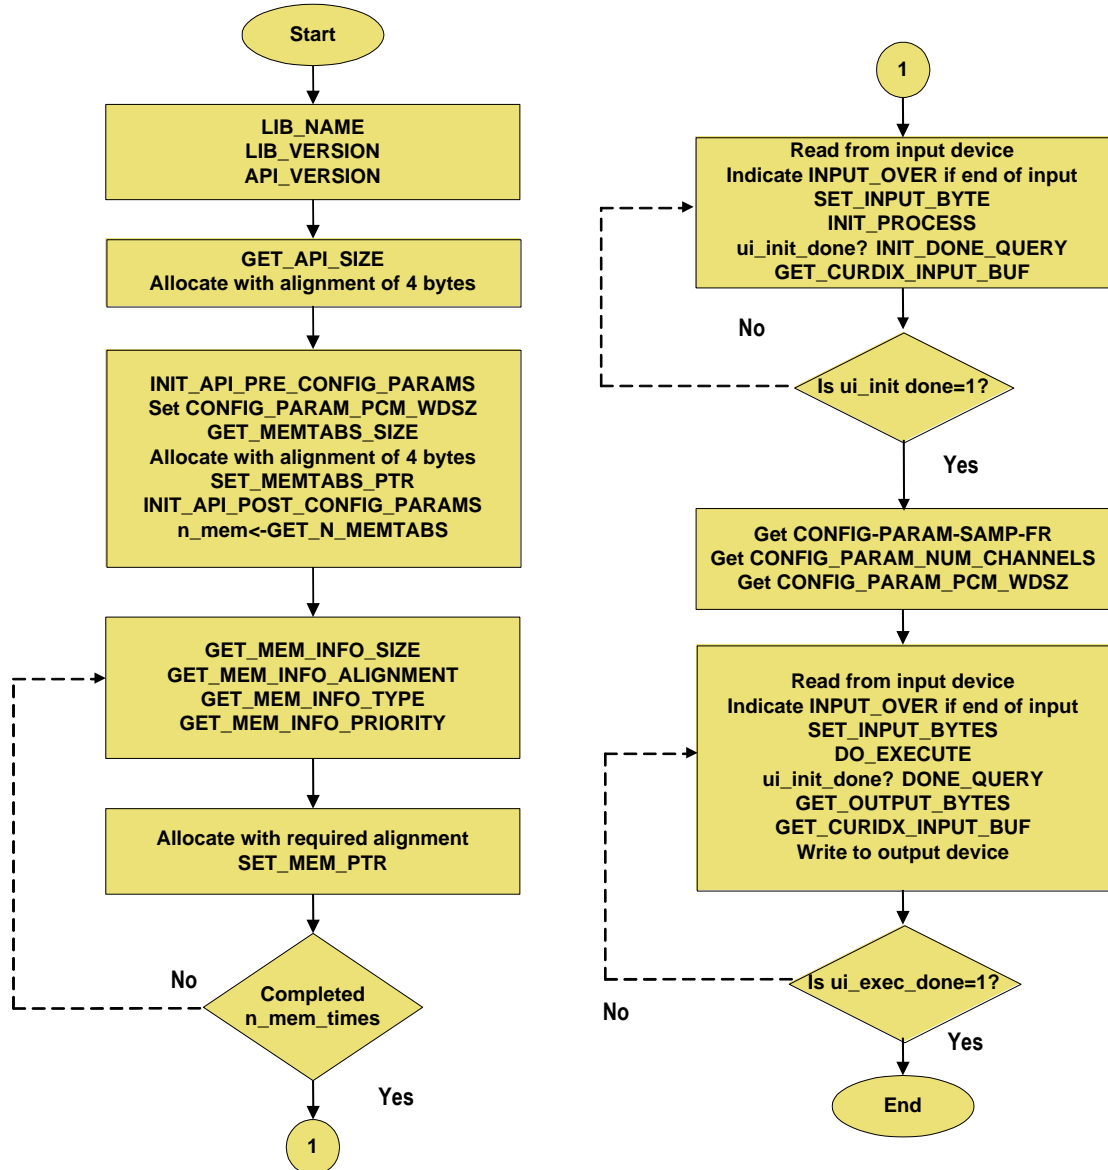 Start
LIB_NAME
LIB_VERSION
API_VERSION
GET_API_SIZE
Allocate with alignment of 4 bytes
INIT_API_PRE_CONFIG_PARAMS
Set CONFIG_PARAM_PCM_WDSZ
GET_MEMTABS_SIZE
Allocate with alignment of 4 bytes
SET_MEMTABS_PTR
INIT_API_POST_CONFIG_PARAMS
n_mem<-GET_N_MEMTABS
GET_MEM_INFO_SIZE
GET_MEM_INFO_ALIGNMENT
GET_MEM_INFO_TYPE
GET_MEM_INFO_PRIORITY
Allocate with required alignment
SET_MEM_PTR
No
Completed
n_mem_times
Yes
1
1
Read from input device
Indicate INPUT_OVER if end of input
SET_INPUT_BYTE
INIT_PROCESS
ui_init_done? INIT_DONE_QUERY
GET_CURDIX_INPUT_BUF
No
Is ui_init done=1?
Yes
Get CONFIG-PARAM-SAMP-FR
Get CONFIG_PARAM_NUM_CHANNELS
Get CONFIG_PARAM_PCM_WDSZ
Read from input device
Indicate INPUT_OVER if end of input
SET_INPUT_BYTES
DO_EXECUTE
ui_init_done? DONE_QUERY
GET_OUTPUT_BYTES
GET_CURIDX_INPUT_BUF
Write to output device
Is ui_exec_done=1?
No
Yes
End